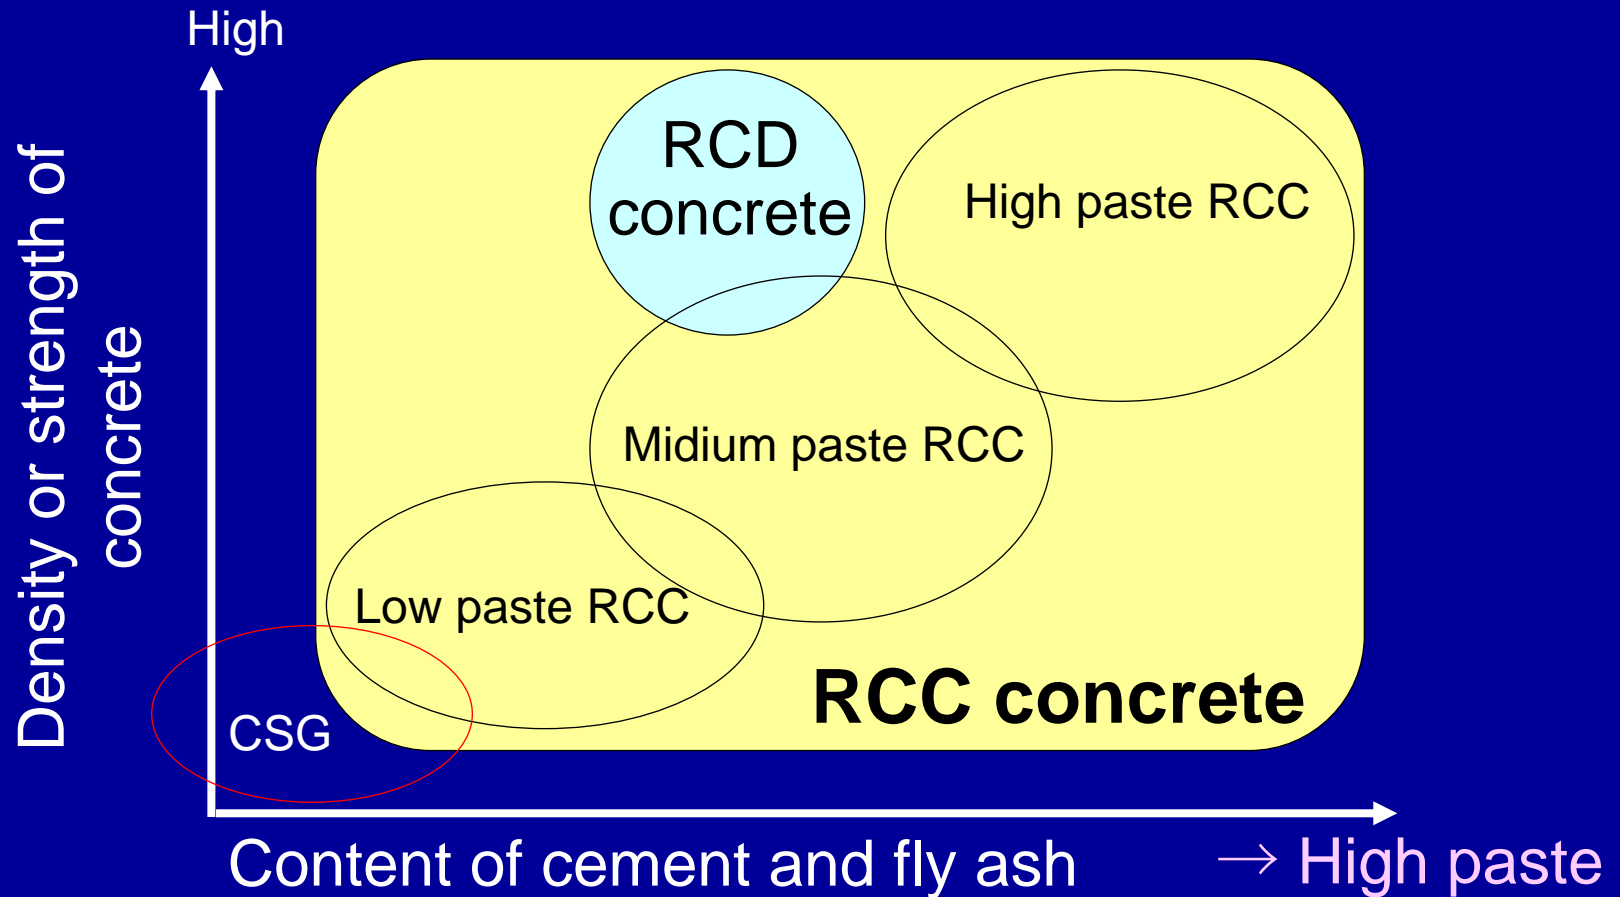 High
Density or strength of
concrete
RCD
concrete
High paste RCC
Midium paste RCC
Low paste RCC
RCC concrete
CSG
Content of cement and fly ash
→ High paste